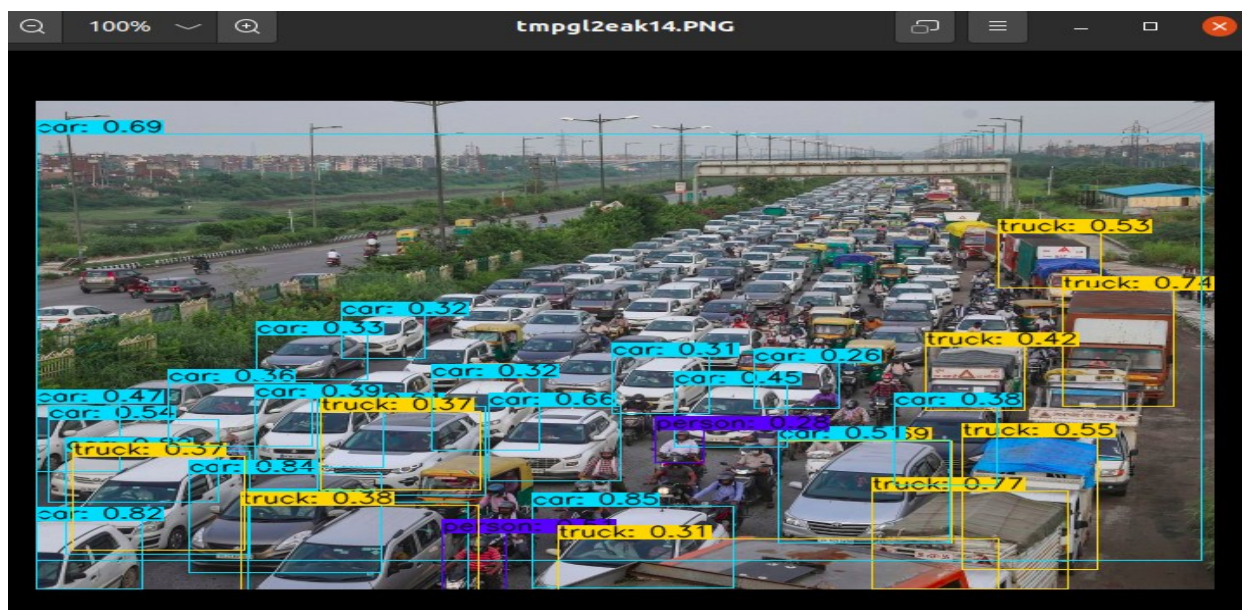 100%
tmpgl2eak14.PNG
car: 0.69
truck: 0.53
truck: 0.74
car: 0.32
car: 0.33
truck: 0.42
car: 0.31
car: 0.26
car: 0.36
car: 0.32
car: 0.45
car: 0.47
car: 0.39
car: 0.54
truck: 0.37
car: 0.66
car: 0.38
person: 0.28
car: 0.51
truck: 0.55
truck: 0.37
car: 0.84
truck: 0.77
truck: 0.38
car: 0.85
car: 0.82
person:
truck: 0.31